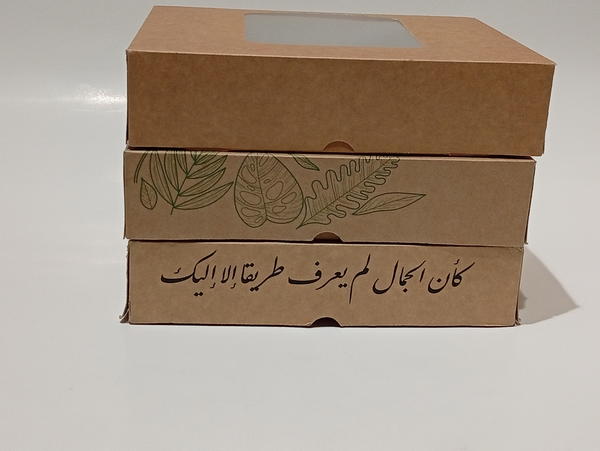 كأن الجمال لم يعرف طريقا إلا إليك